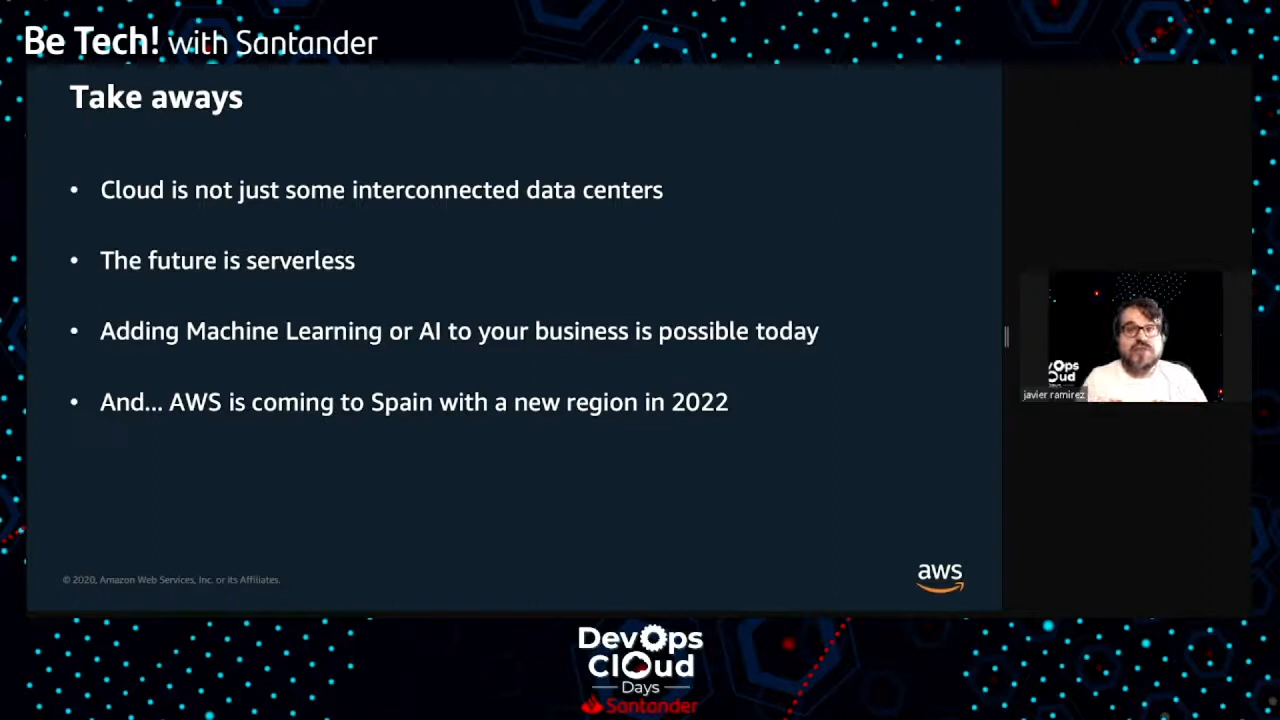 Be Tech! with Santander
Take aways
• Cloud is not just some interconnected data centers
• The future is serverless
• Adding Machine Learning or AI to your business is possible today
• And... AWS is coming to Spain with a new region in 2022
DevOps
Cloud
javier ramirez
© 2020, Amazon Web Services, Inc. or its Affiliates.
aws
DevOps
Cloud
Days
Santander